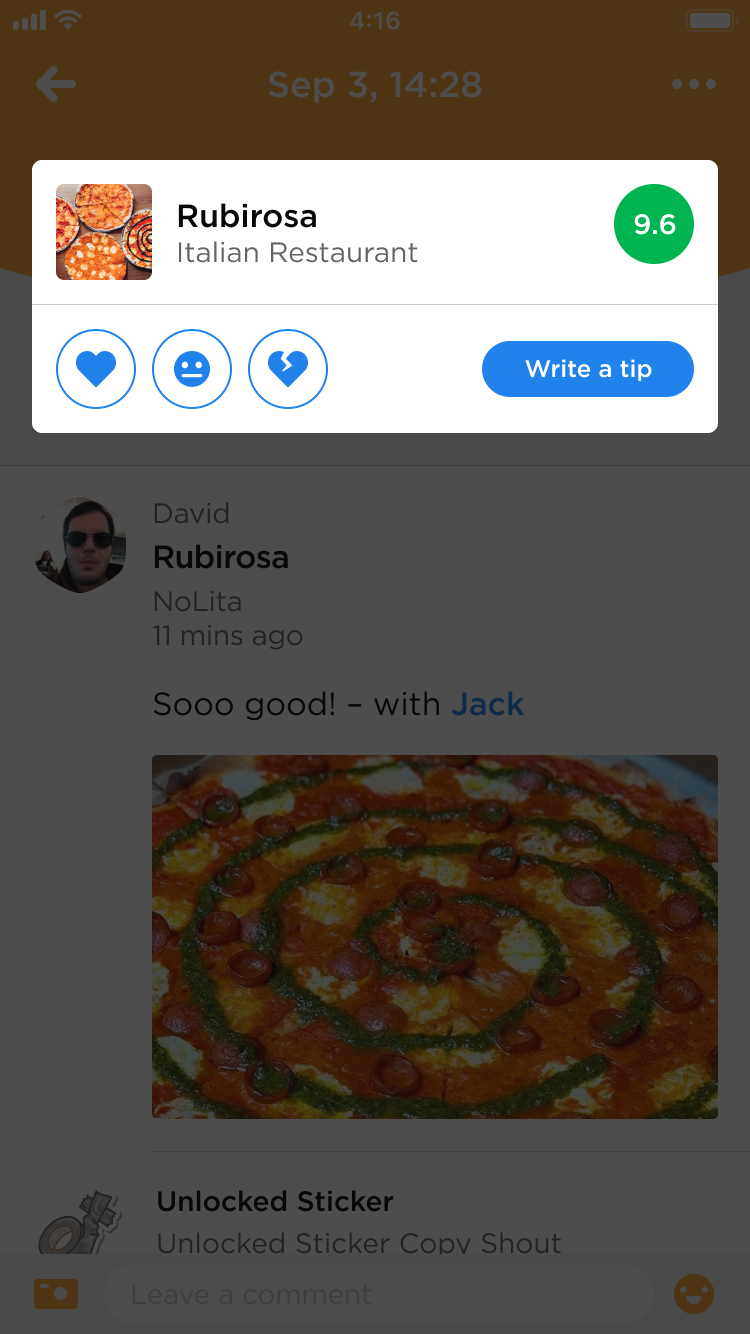 4:16
Sep 3, 14:28
Rubirosa
Italian Restaurant
9.6
Write a tip
David
Rubirosa
NoLita
11 mins ago
Sooo good! – with Jack
Unlocked Sticker
Unlocked Sticker Copy Shout
Leave a comment